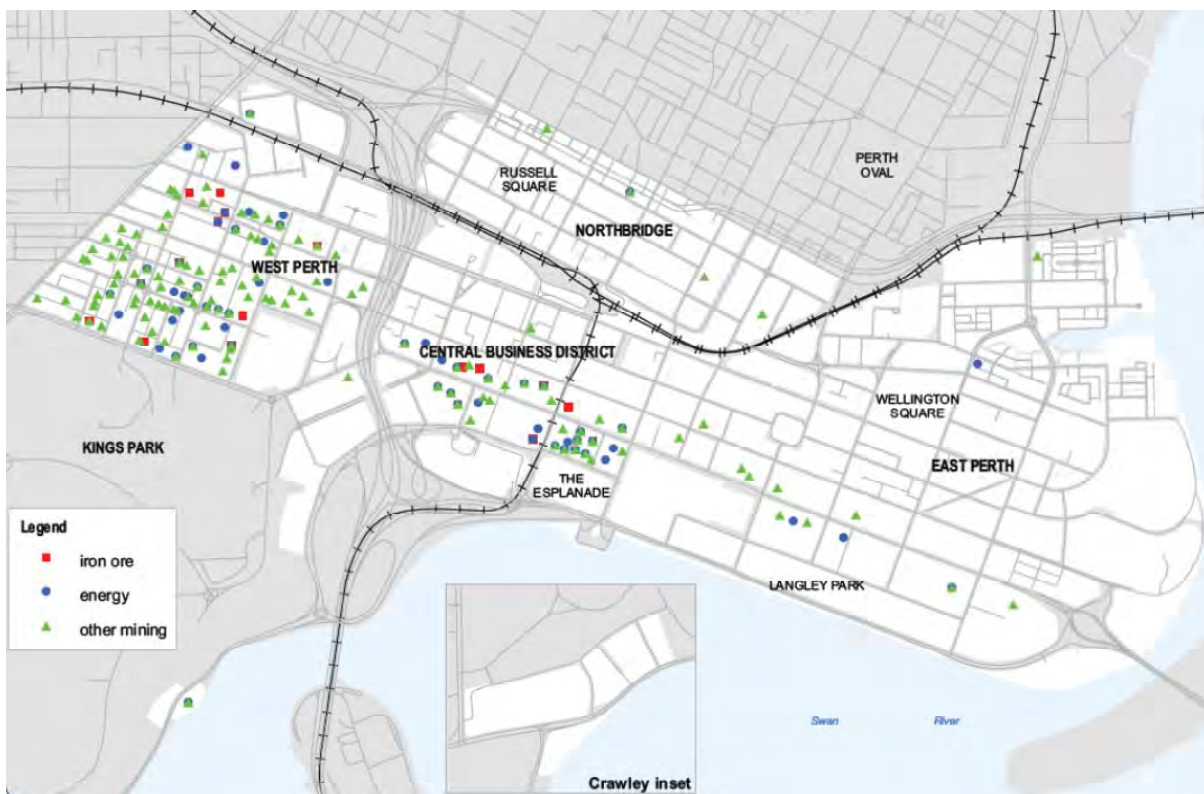 PERTH
OVAL
RUSSELL
SQUARE
NORTHBRIDGE
WEST PERTH
CENTRAL BUSINESS DISTRICT
WELLINGTON
SQUARE
KINGS PARK
EAST PERTH
THE
ESPLANADE
Legend
iron ore
energy
other mining
LANGLEY PARK
Swan River
Crawley inset